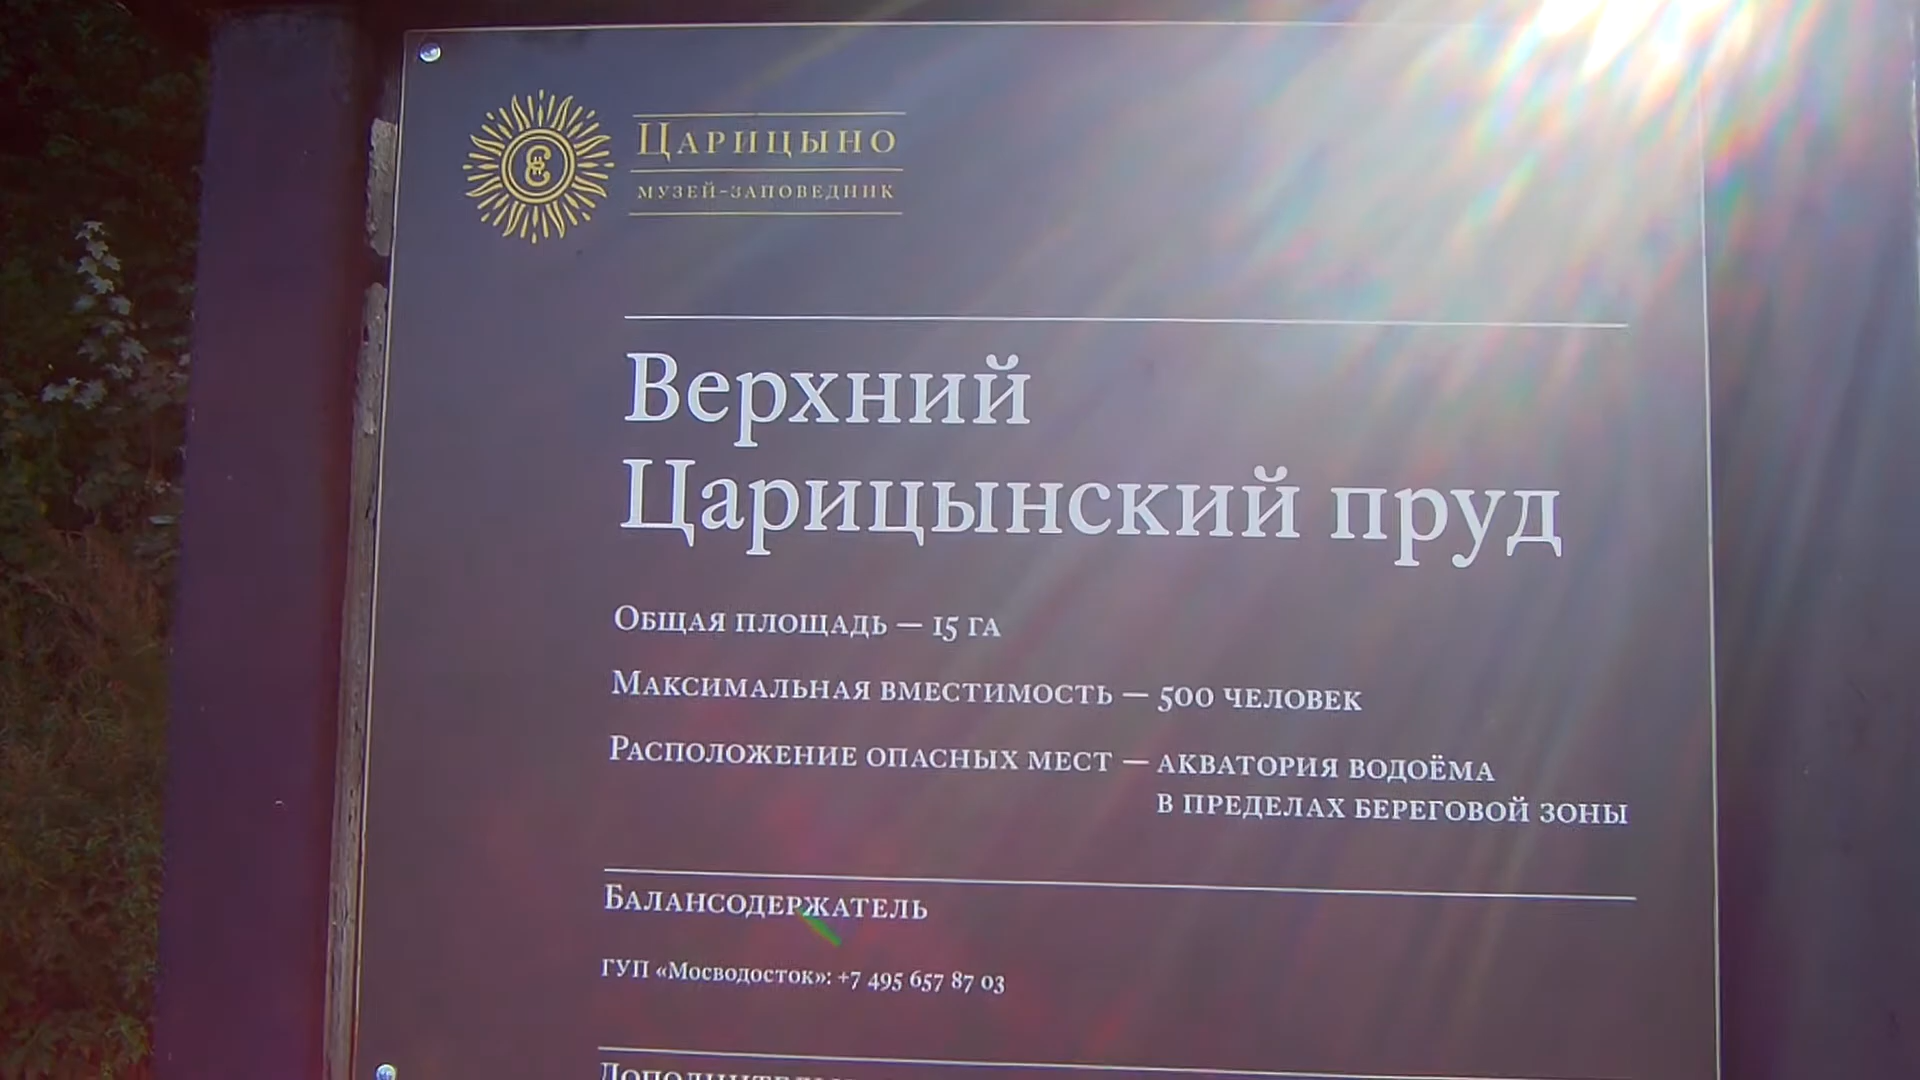 Царицыно
музей-заповедник
Верхний
Царицынский пруд
Общая площадь — 15 га
Максимальная вместимость — 500 человек
Расположение опасных мест — акватория водоёма
в пределах береговой зоны
Балансодержатель
ГУП «Мосводосток»: +7 495 657 87 03